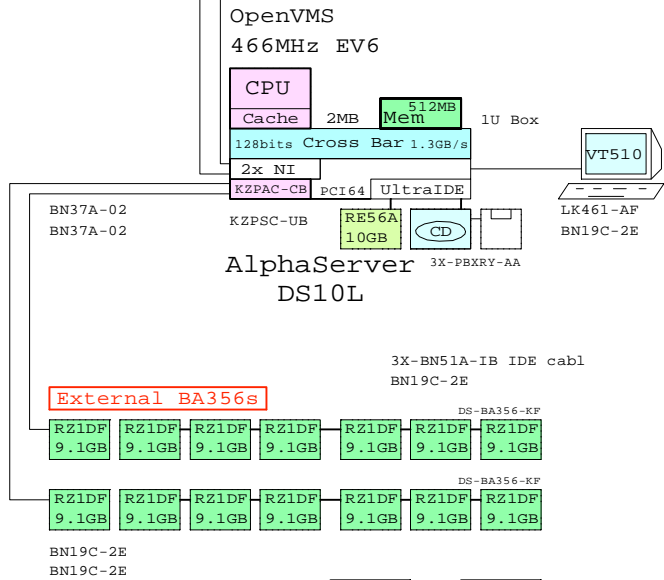 OpenVMS
466MHz EV6
CPU
Cache
2MB
512MB
Mem
1U Box
128bits Cross Bar 1.3GB/s
VT510
2x NI
KZPAC-CB
PCI64
UltraIDE
BN37A-02
BN37A-02
KZPSC-UB
RE56A
10GB
CD
LK461-AF
BN19C-2E
3X-PBXRY-AA
AlphaServer
DS10L
3X-BN51A-IB IDE cabl
BN19C-2E
External BA356s
DS-BA356-KF
RZ1DF RZ1DF RZ1DF RZ1DF RZ1DF RZ1DF RZ1DF
9.1GB 9.1GB 9.1GB 9.1GB 9.1GB 9.1GB 9.1GB
DS-BA356-KF
RZ1DF RZ1DF RZ1DF RZ1DF RZ1DF RZ1DF RZ1DF
9.1GB 9.1GB 9.1GB 9.1GB 9.1GB 9.1GB 9.1GB
BN19C-2E
BN19C-2E